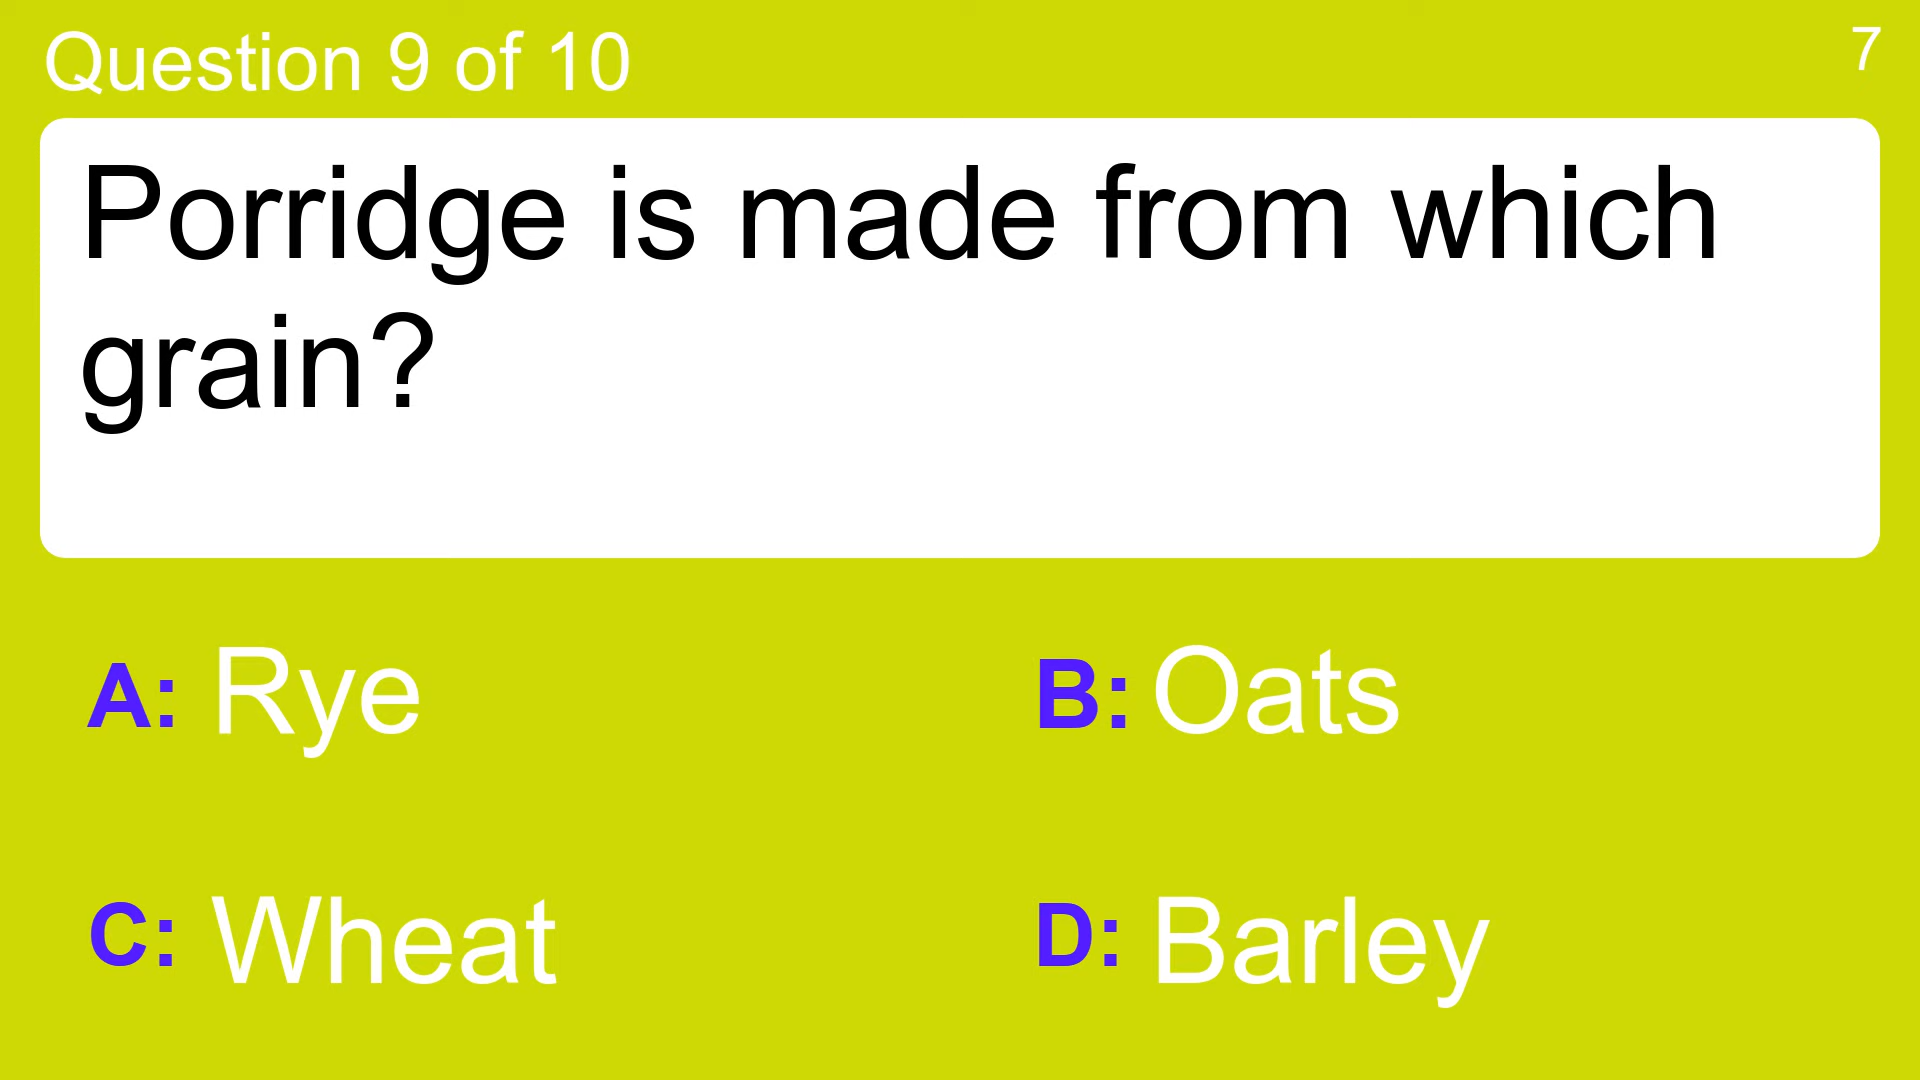 Question 9 of 10
7
Porridge is made from which
grain?
A: Rye
B: Oats
C: Wheat
D: Barley